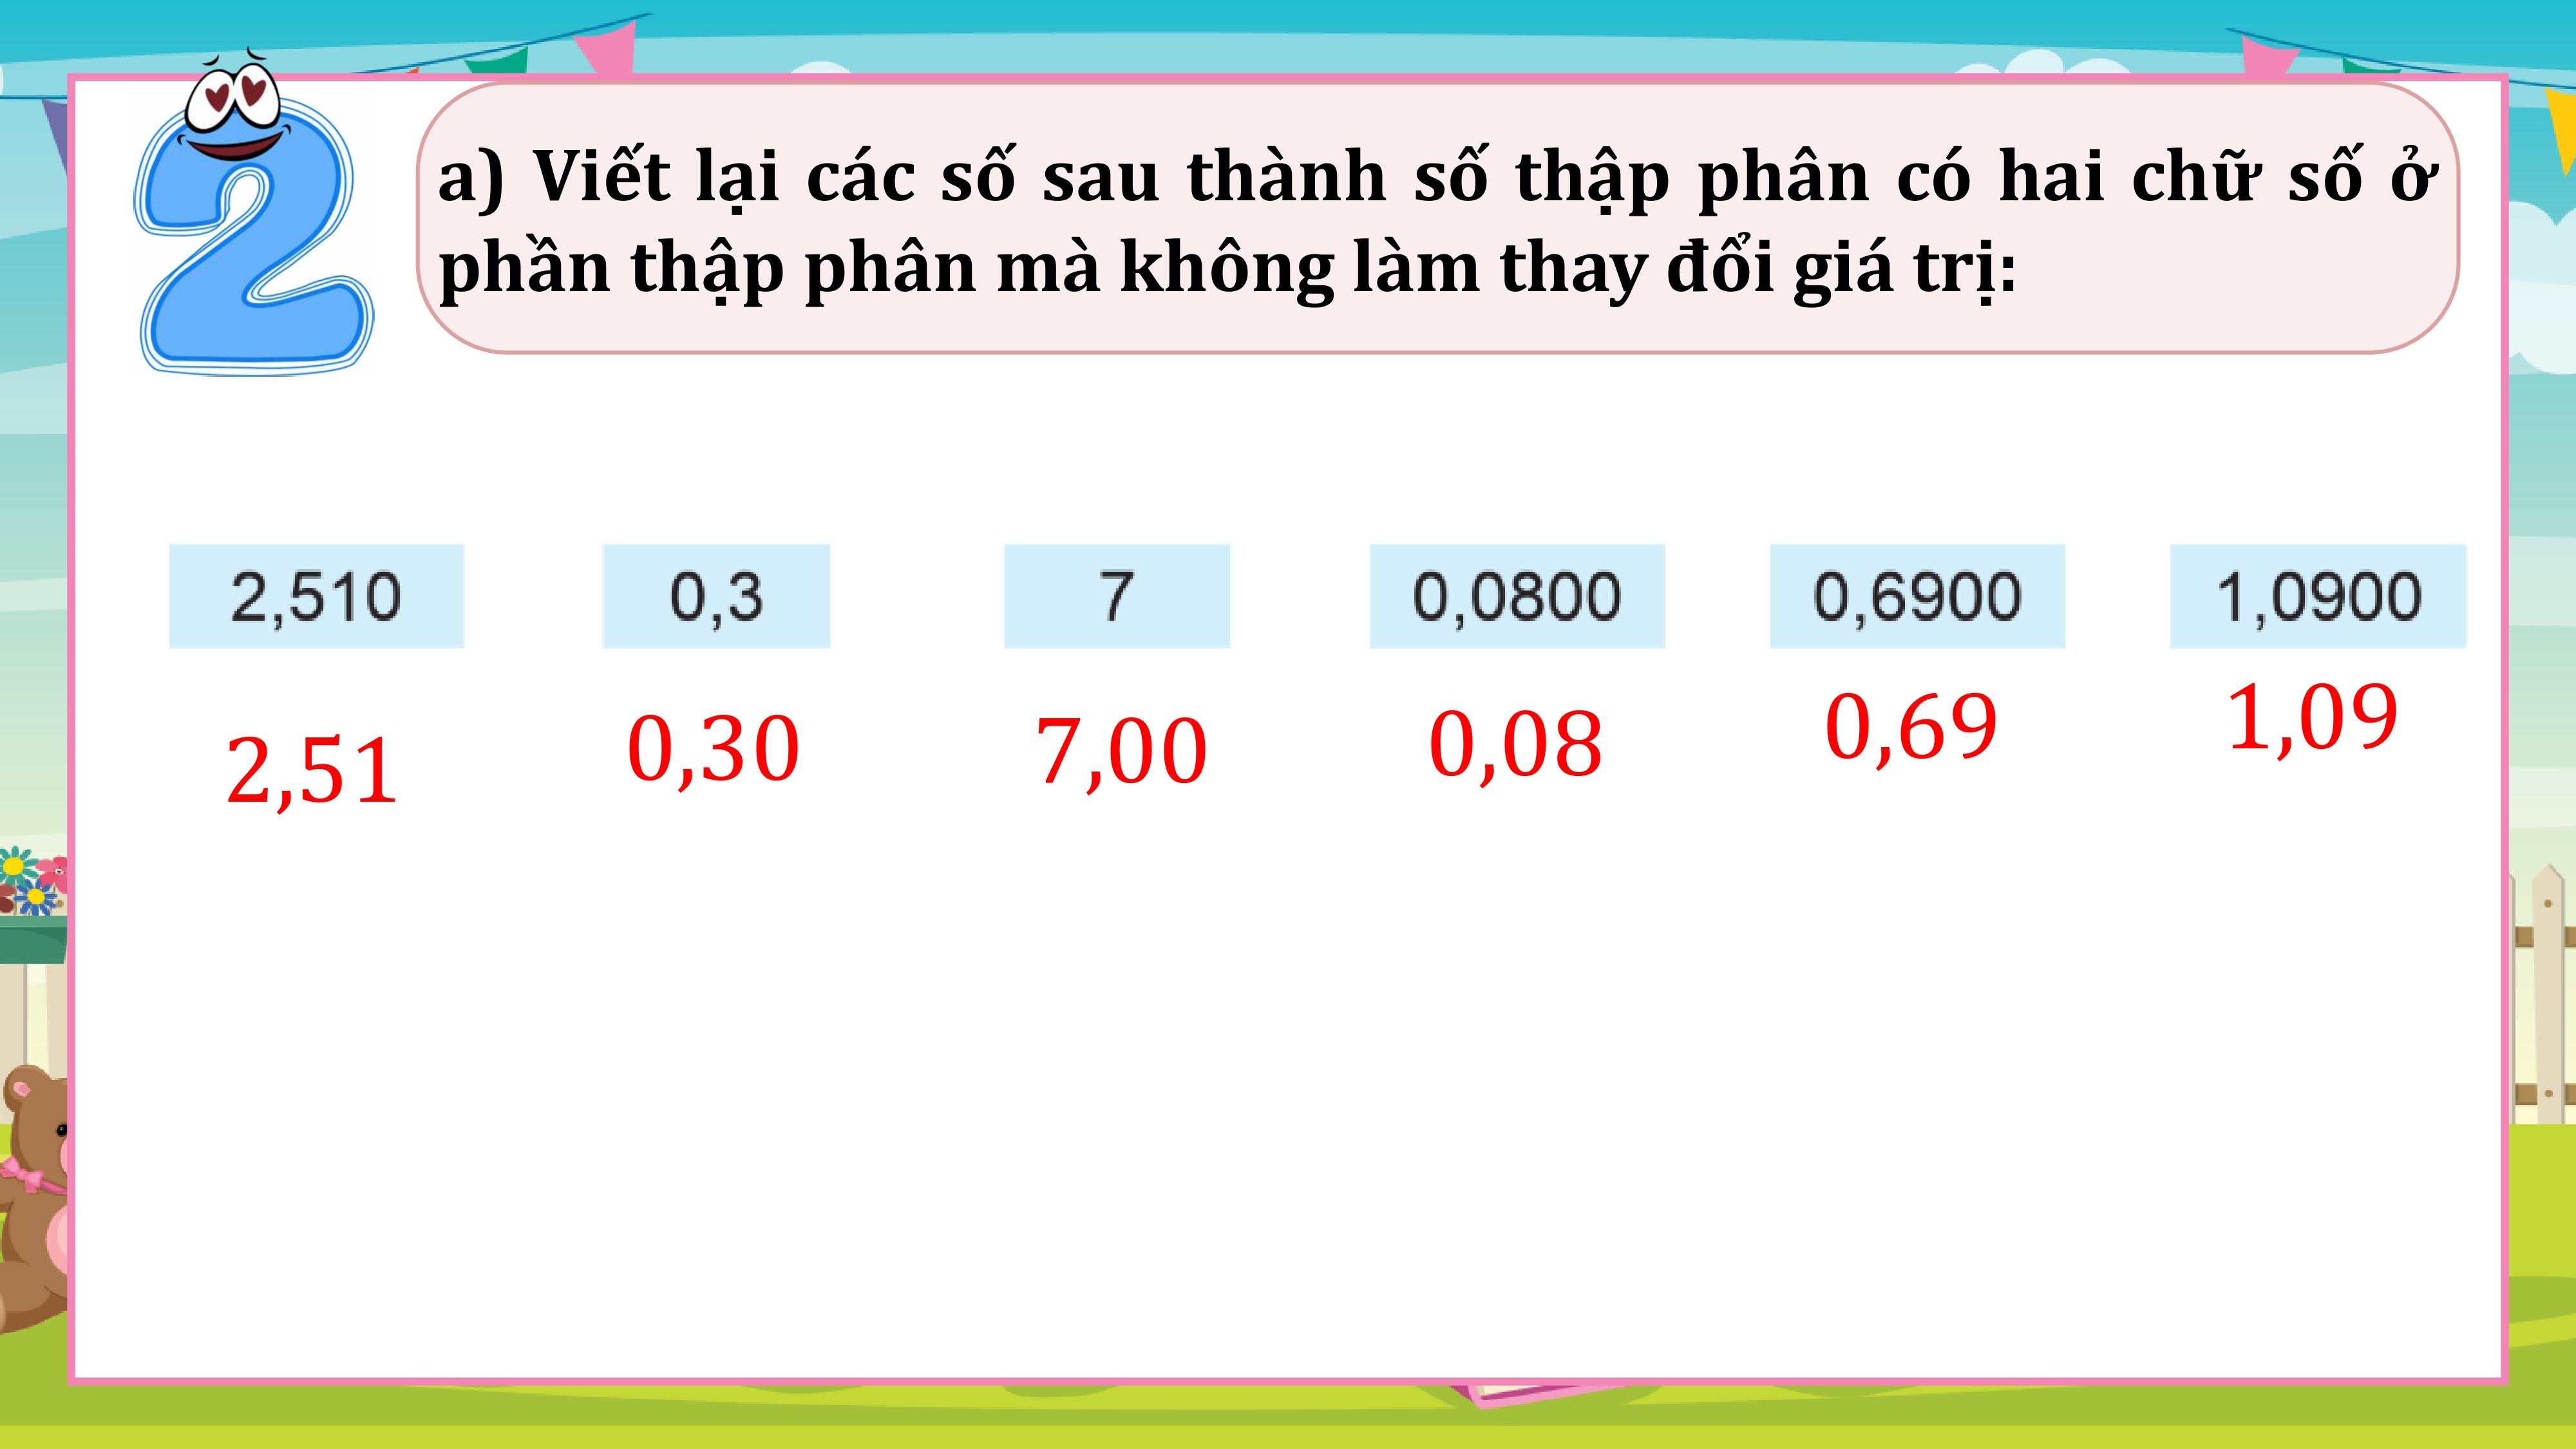 2
a) Viết lại các số sau thành số thập phân có hai chữ số ở
phần thập phân mà không làm thay đổi giá trị:
2,510 0,3 7 0,0800 0,6900 1,0900
2,51 0,30 7,00 0,08 0,69 1,09